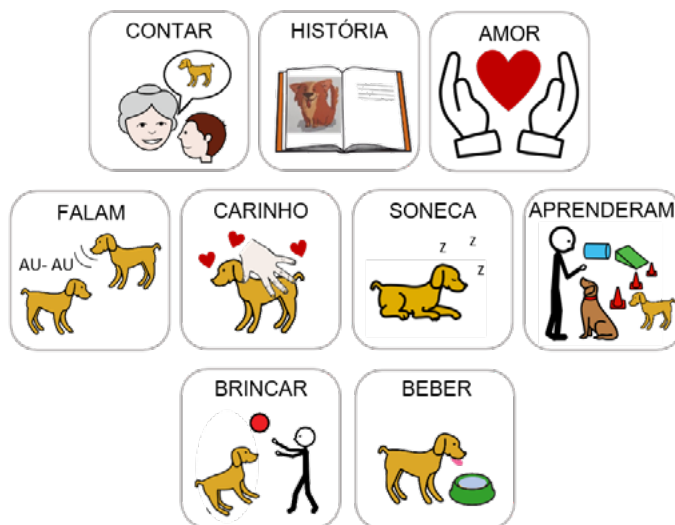 CONTAR
HISTÓRIA
AMOR
FALAM
AU- AU
CARINHO
SONECA
Z
Z
Z
APRENDERAM
BRINCAR
BEBER